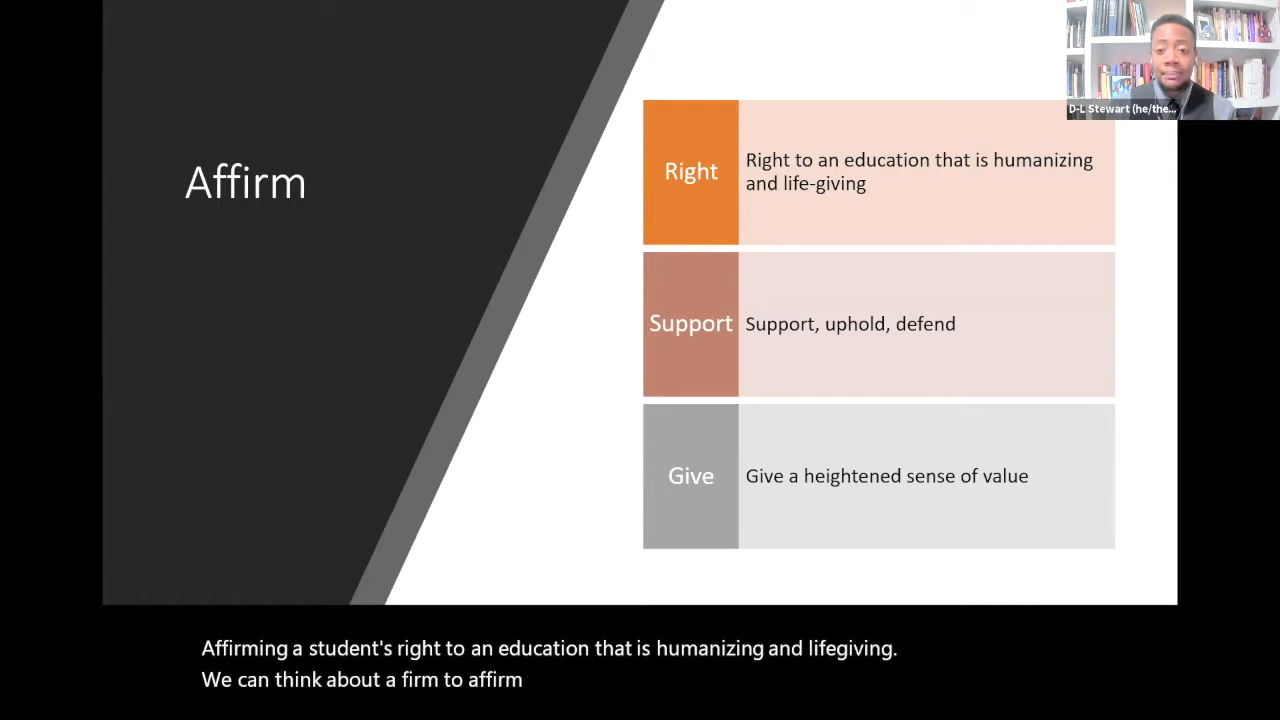 Affirm
Right
Right to an education that is humanizing
and life-giving
Support
Support, uphold, defend
Give
Give a heightened sense of value
D-L Stewart (he/the...
Affirming a student's right to an education that is humanizing and lifegiving.
We can think about a firm to affirm